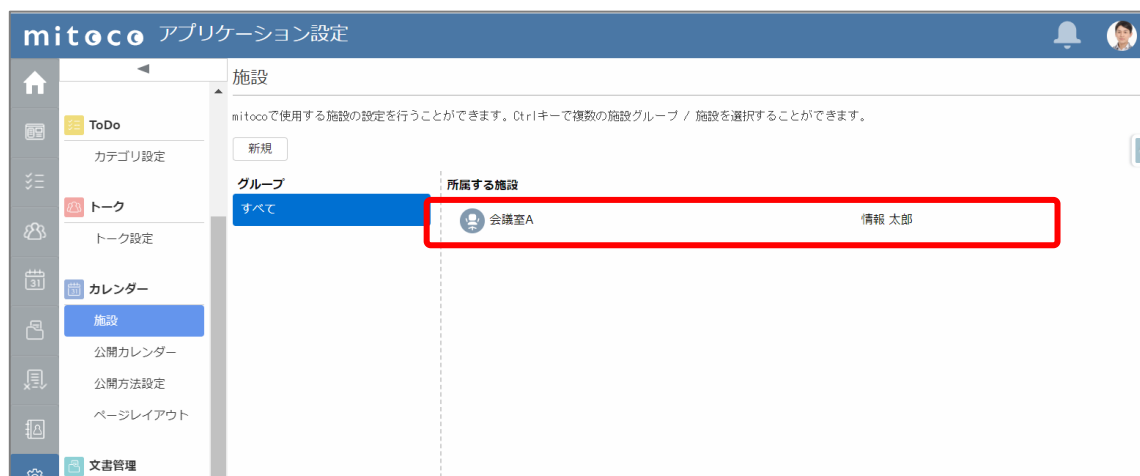 mitoco アプリケーション設定
施設
mitocoで使用する施設の設定を行うことができます。Ctrlキーで複数の施設グループ / 施設を選択することができます。
新規
グループ
所属する施設
すべて
会議室A
情報 太郎
ToDo
カテゴリ設定
トーク
トーク設定
31
カレンダー
施設
公開カレンダー
公開方法設定
ページレイアウト
文書管理